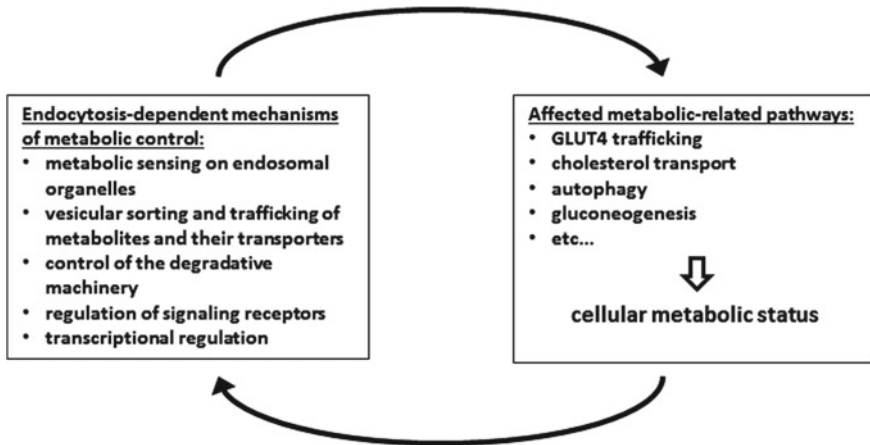 Endocytosis-dependent mechanisms
of metabolic control:
• metabolic sensing on endosomal
organelles
• vesicular sorting and trafficking of
metabolites and their transporters
• control of the degradative
machinery
• regulation of signaling receptors
• transcriptional regulation
Affected metabolic-related pathways:
• GLUT4 trafficking
• cholesterol transport
• autophagy
• gluconeogenesis
• etc...
cellular metabolic status